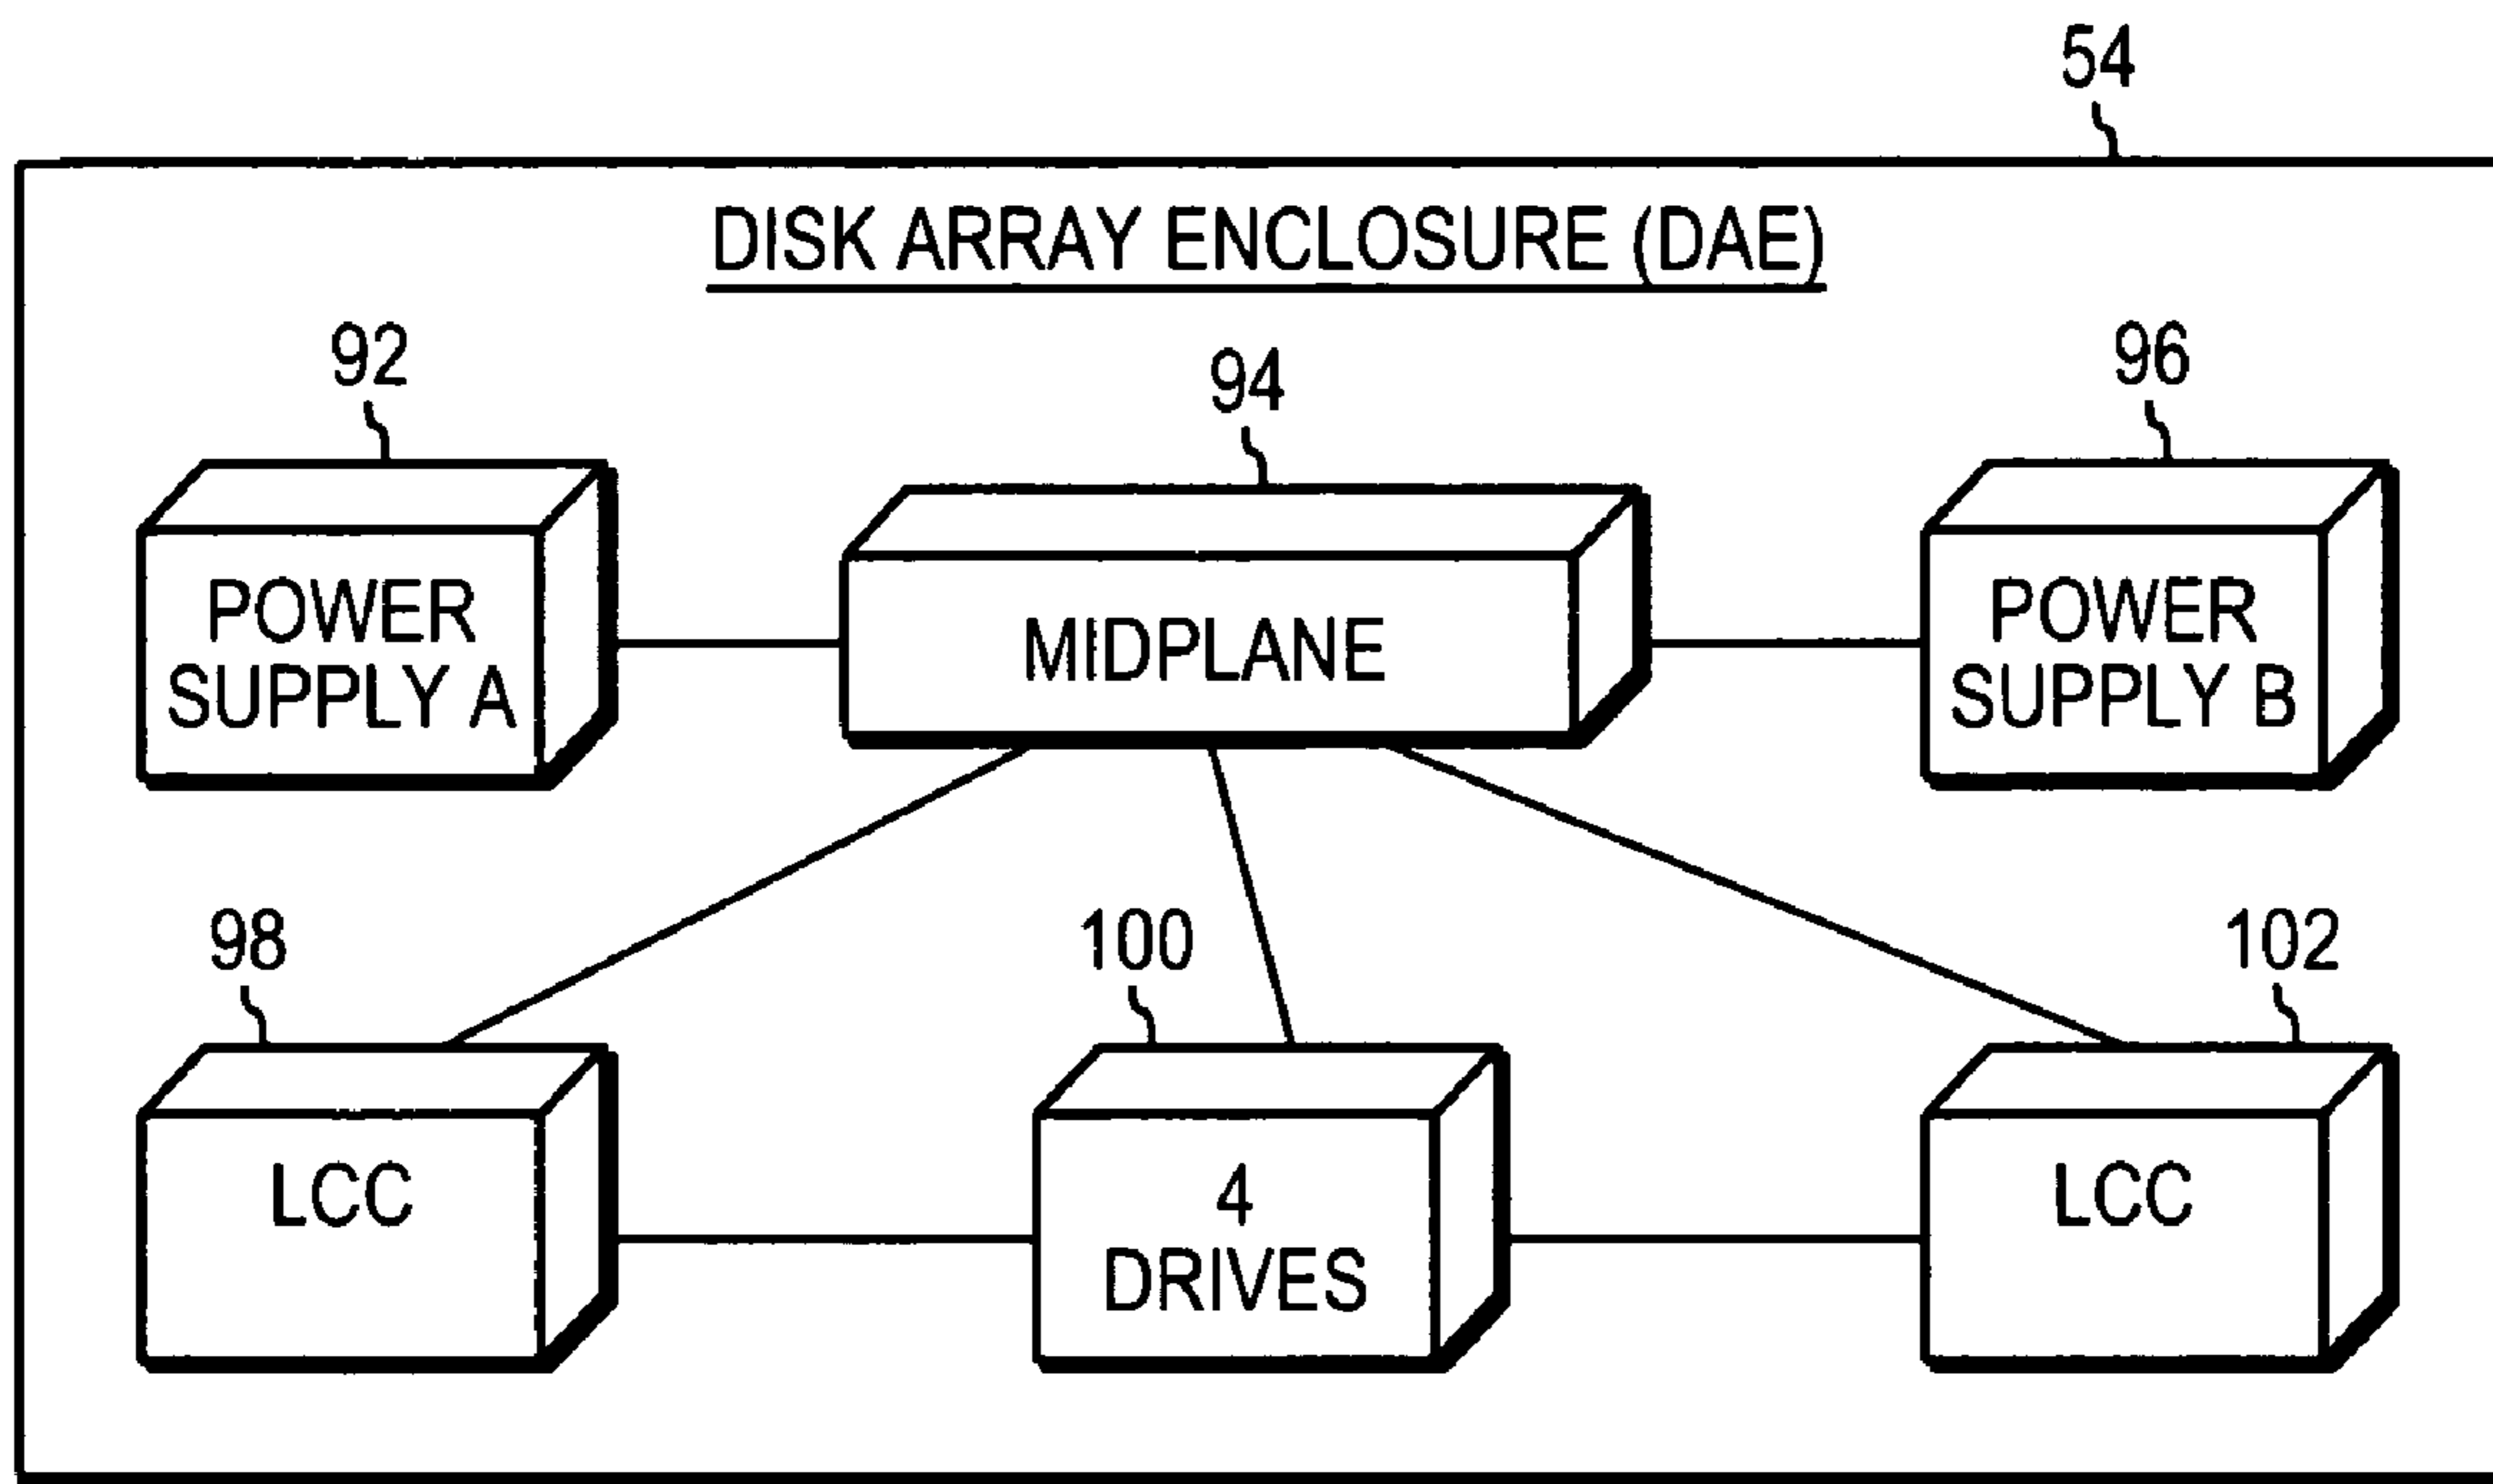 54
DISK ARRAY ENCLOSURE (DAE)
92
94
96
POWER
SUPPLY A
MIDPLANE
POWER
SUPPLY B
98
100
102
LCC
4
DRIVES
LCC